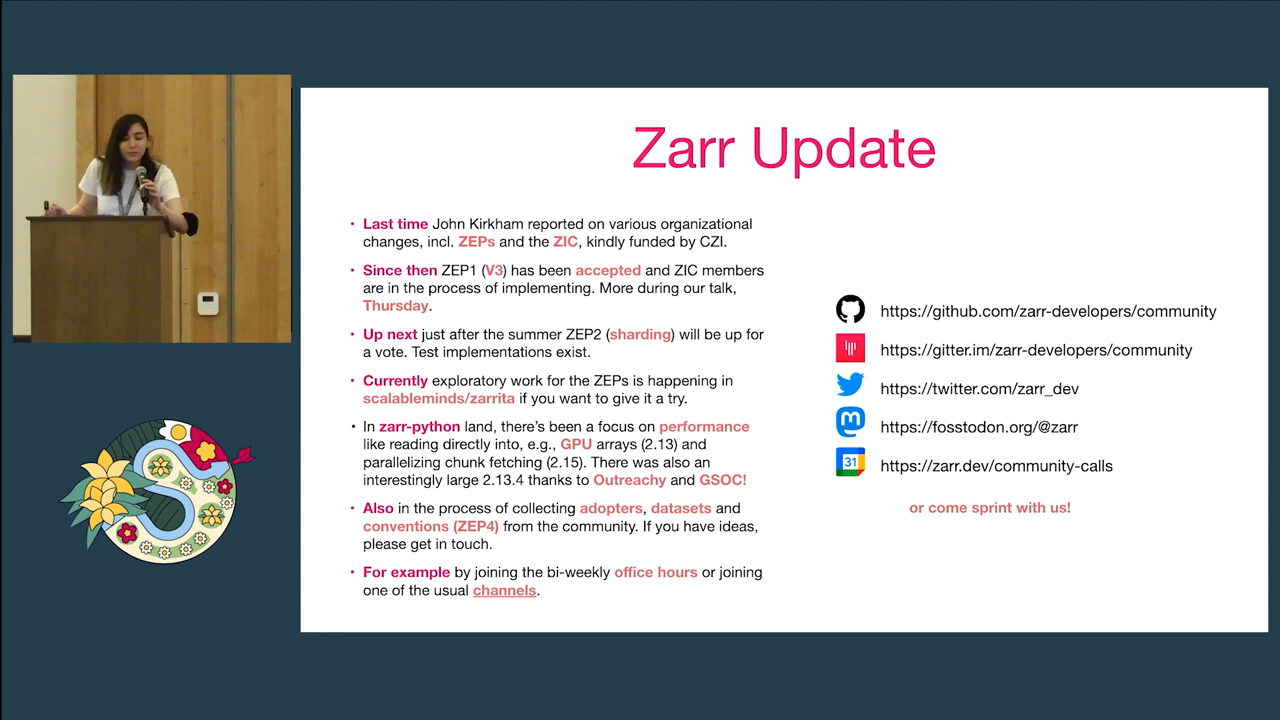 Zarr Update
• Last time John Kirkham reported on various organizational
changes, incl. ZEPs and the ZIC, kindly funded by CZI.
• Since then ZEP1 (V3) has been accepted and ZIC members
are in the process of implementing. More during our talk,
Thursday.
• Up next just after the summer ZEP2 (sharding) will be up for
a vote. Test implementations exist.
• Currently exploratory work for the ZEPs is happening in
scalableminds/zarrita if you want to give it a try.
• In zarr-python land, there's been a focus on performance
like reading directly into, e.g., GPU arrays (2.13) and
parallelizing chunk fetching (2.15). There was also an
interestingly large 2.13.4 thanks to Outreachy and GSOC!
• Also in the process of collecting adopters, datasets and
conventions (ZEP4) from the community. If you have ideas,
please get in touch.
• For example by joining the bi-weekly office hours or joining
one of the usual channels.
https://github.com/zarr-developers/community
https://gitter.im/zarr-developers/community
https://twitter.com/zarr_dev
https://fosstodon.org/@zarr
31
https://zarr.dev/community-calls
or come sprint with us!